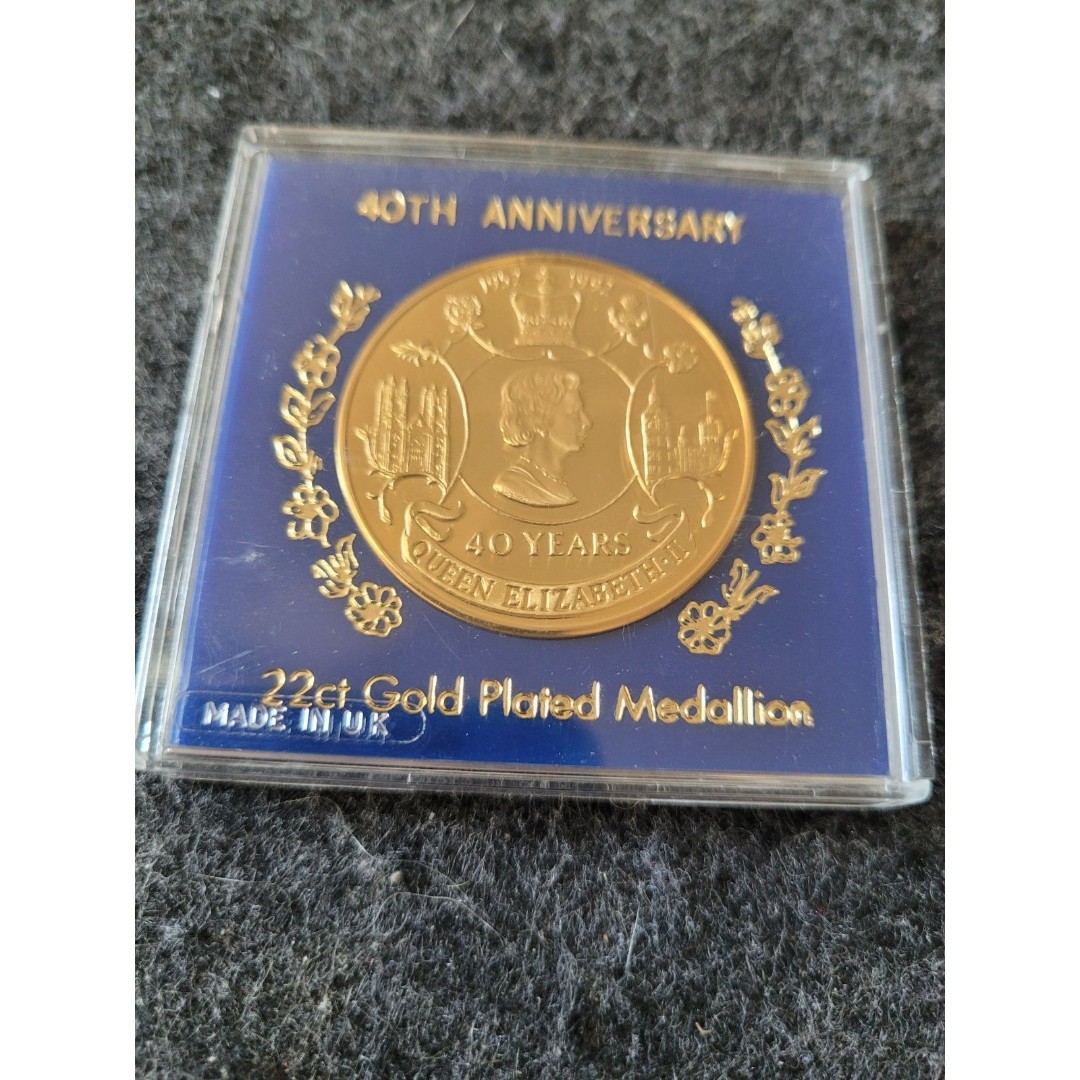 40TH ANNIVERSARY
40 YEARS
QUEEN ELIZABETH·II
22ct Gold Plated Medallion
MADE IN UK